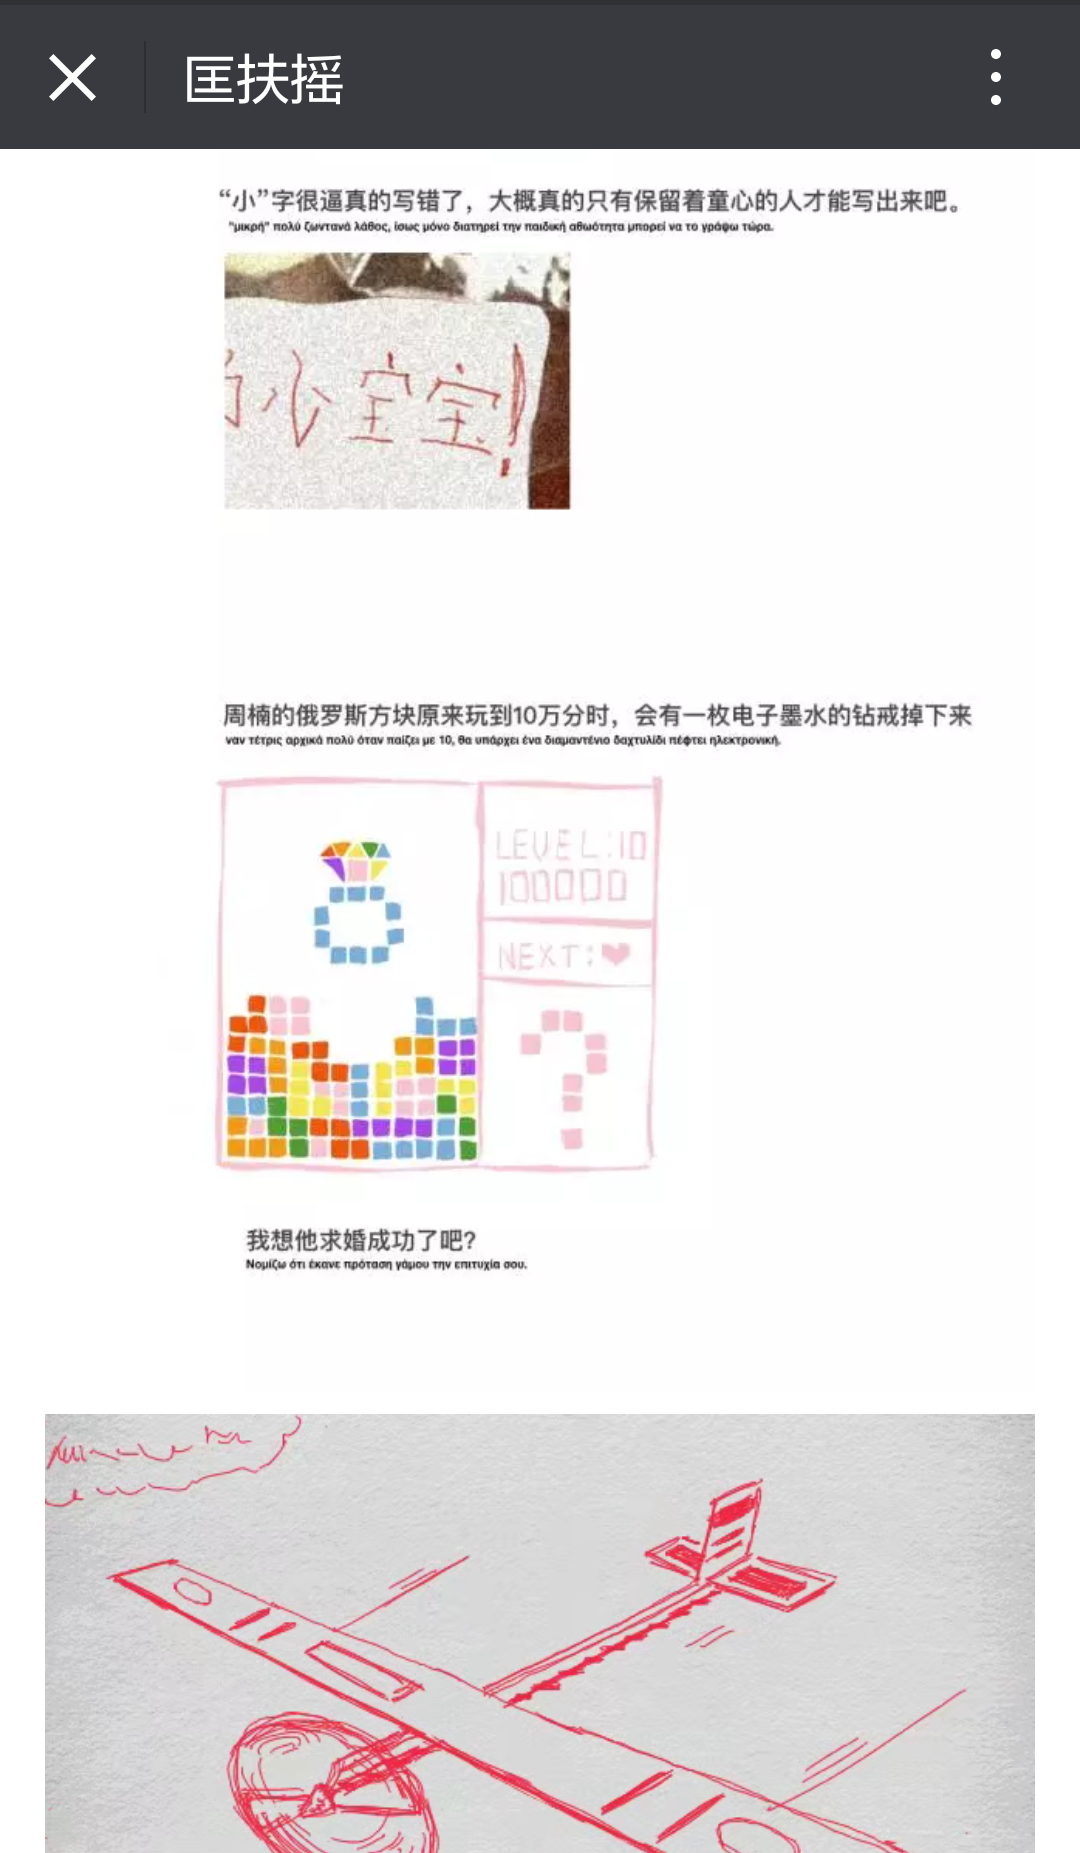 匡扶摇
“小”字很逼真的写错了，大概真的只有保留着童心的人才能写出来吧。
"μικρή" πολύ ζωντανά λάθος, ίσως μόνο διατηρεί την παιδική αθωότητα μπορεί να το γράψω τώρα.
小宝宝!
周楠的俄罗斯方块原来玩到10万分时，会有一枚电子墨水的钻戒掉下来
ναν τέτρις αρχικά πολύ όταν παίζει με 10, θα υπάρχει ένα διαμαντένιο δαχτυλίδι πέφτει ηλεκτρονική.
LEVEL:10
100000
NEXT:❤
?
我想他求婚成功了吧?
Νομίζω ότι έκανε πρόταση γάμου την επιτυχία σου.